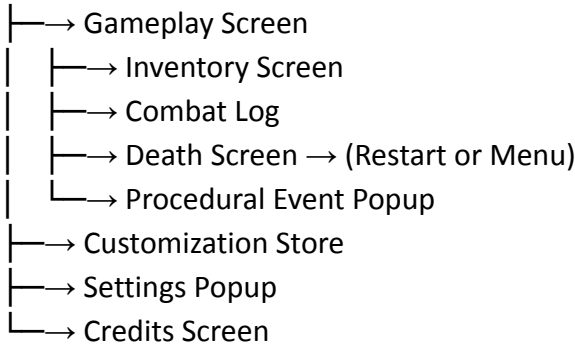 ├─→ Gameplay Screen
│ ├─→ Inventory Screen
│ ├─→ Combat Log
│ ├─→ Death Screen → (Restart or Menu)
│ └─→ Procedural Event Popup
├─→ Customization Store
├─→ Settings Popup
└─→ Credits Screen